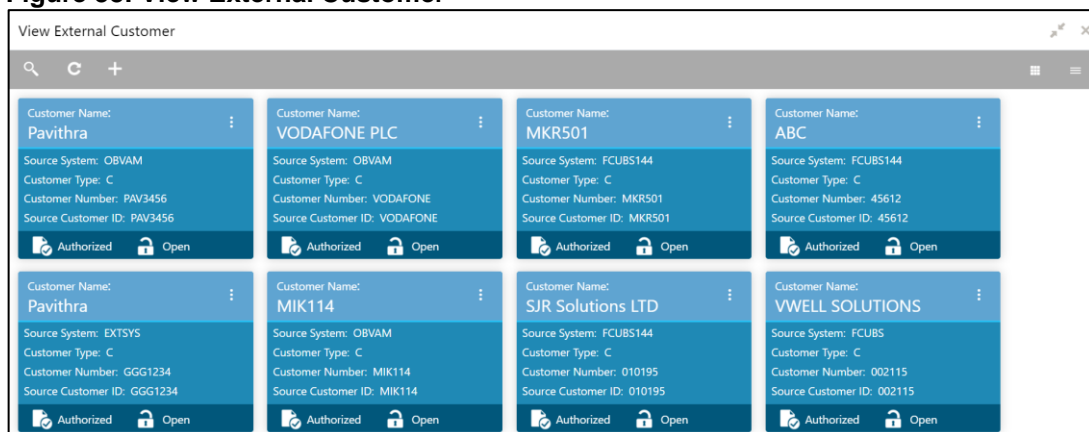 Figure 33: View External Customer
View External Customer
Customer Name:
Pavithra
Source System: OBVAM
Customer Type: C
Customer Number: PAV3456
Source Customer ID: PAV3456
Authorized Open
Customer Name:
VODAFONE PLC
Source System: OBVAM
Customer Type: C
Customer Number: VODAFONE
Source Customer ID: VODAFONE
Authorized Open
Customer Name:
MKR501
Source System: FCUBS144
Customer Type: C
Customer Number: MKR501
Source Customer ID: MKR501
Authorized Open
Customer Name:
ABC
Source System: FCUBS144
Customer Type: C
Customer Number: 45612
Source Customer ID: 45612
Authorized Open
Customer Name:
Pavithra
Source System: EXTSYS
Customer Type: C
Customer Number: GGG1234
Source Customer ID: GGG1234
Authorized Open
Customer Name:
MIK114
Source System: OBVAM
Customer Type: C
Customer Number: MIK114
Source Customer ID: MIK114
Authorized Open
Customer Name:
SJR Solutions LTD
Source System: FCUBS144
Customer Type: C
Customer Number: 010195
Source Customer ID: 010195
Authorized Open
Customer Name:
VWELL SOLUTIONS
Source System: FCUBS
Customer Type: C
Customer Number: 002115
Source Customer ID: 002115
Authorized Open